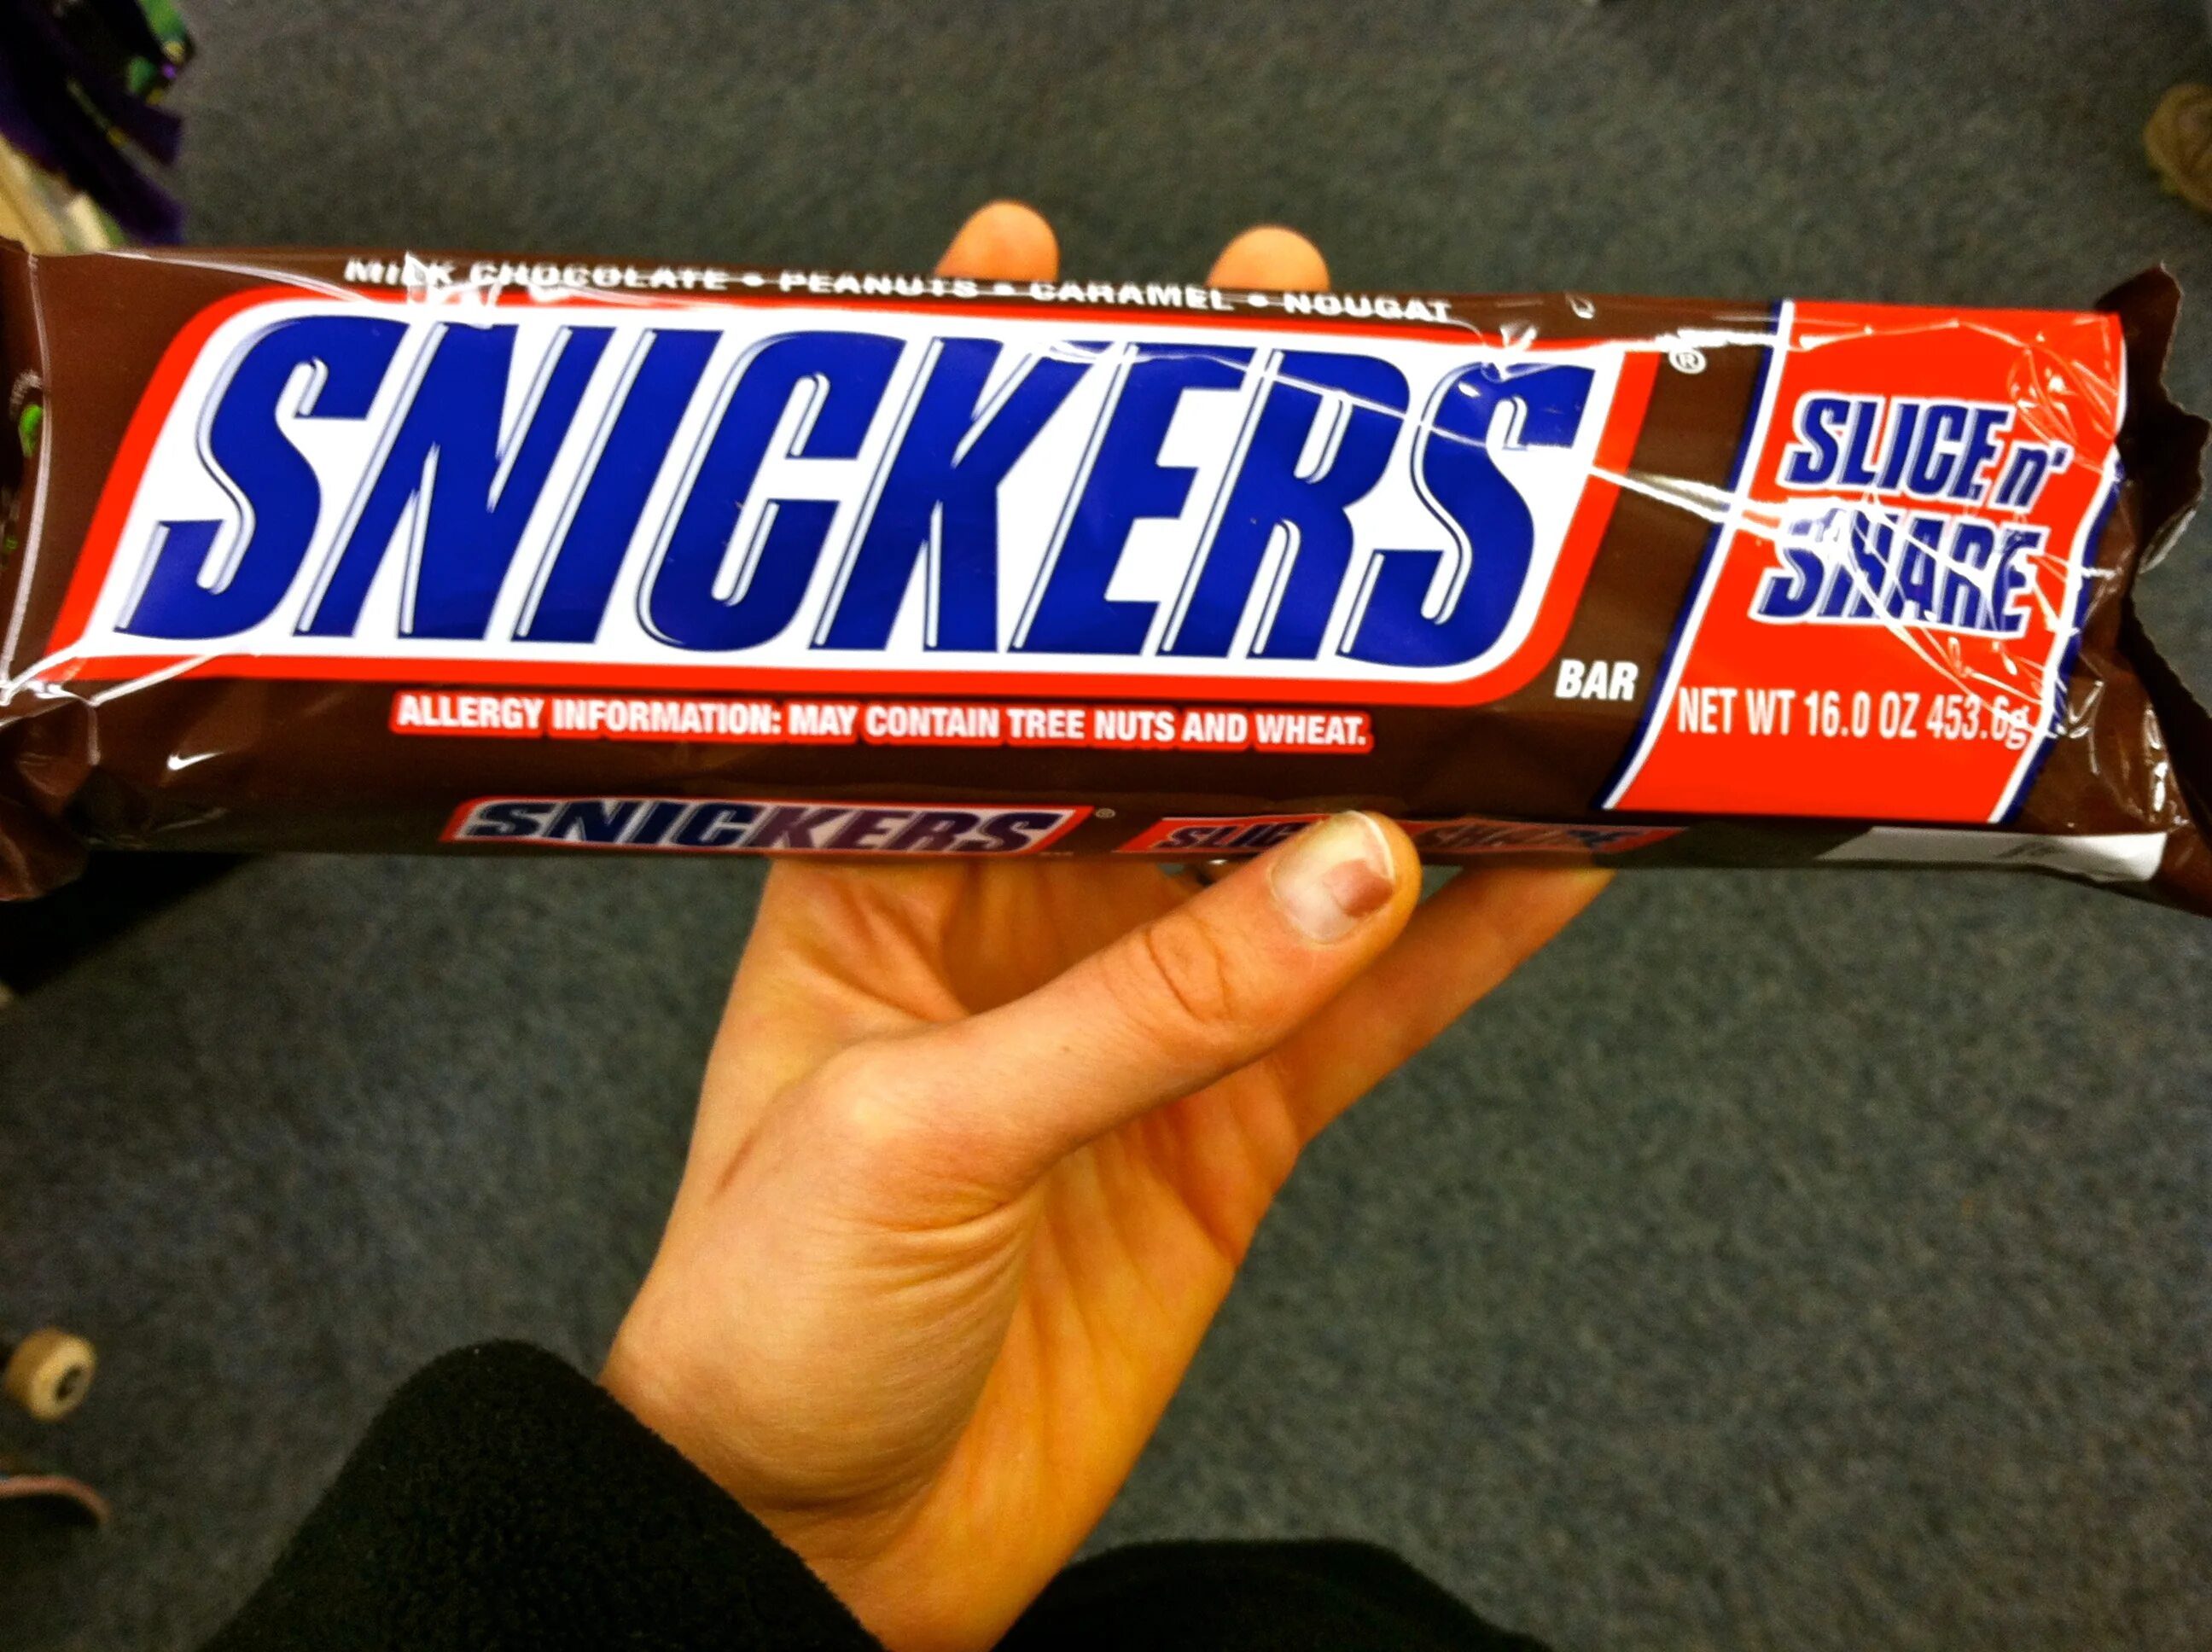 MILK CHOCOLATE • PEANUTS • CARAMEL • NOUGAT
SNICKERS®
BAR
SLICE n'
SHARE
NET WT 16.0 OZ 453.6g
ALLERGY INFORMATION: MAY CONTAIN TREE NUTS AND WHEAT.
SNICKERS®
SHARE